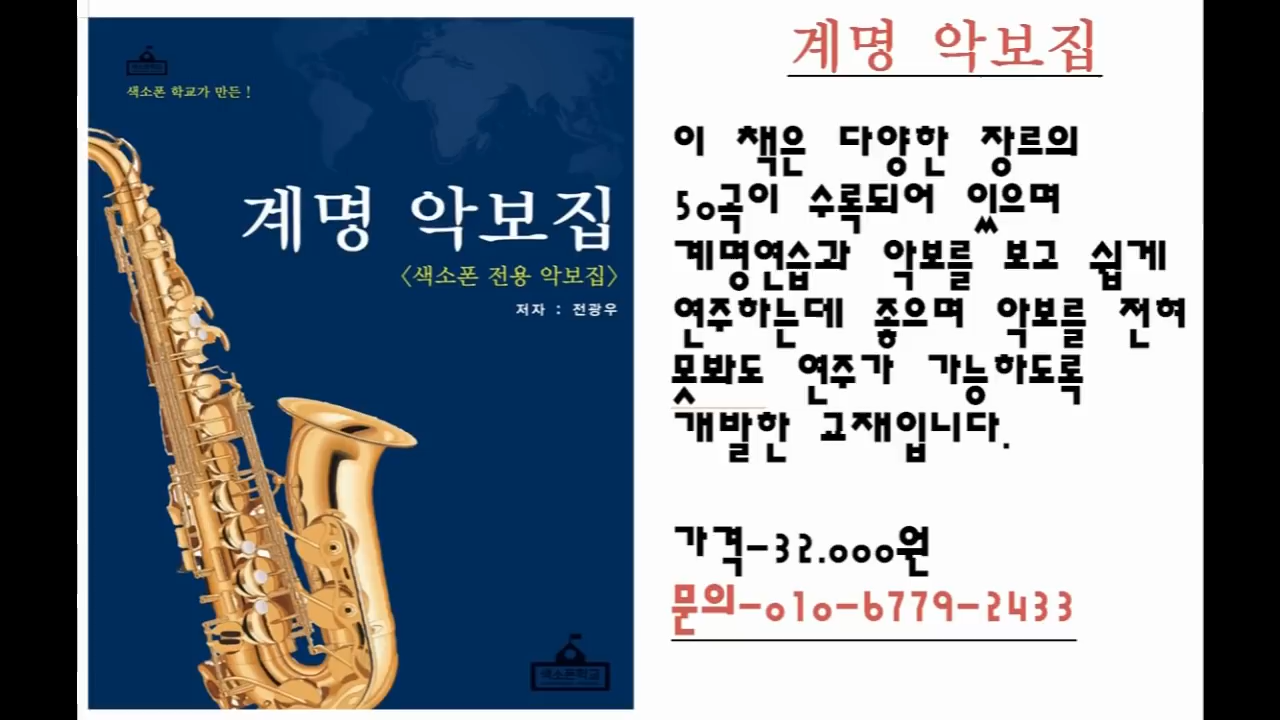 색소폰 학교가 만든 !
계명 악보집
<색소폰 전용 악보집>
저자 : 전광우
색소폰학교
계명 악보집
이 책은 다양한 장르의
50곡이 수록되어 있으며
계명연습과 악보를 보고 쉽게
연주하는데 좋으며 악보를 전혀
못봐도 연주가 가능하도록
개발한 교재입니다.
가격-32.000원
문의-010-6779-2433